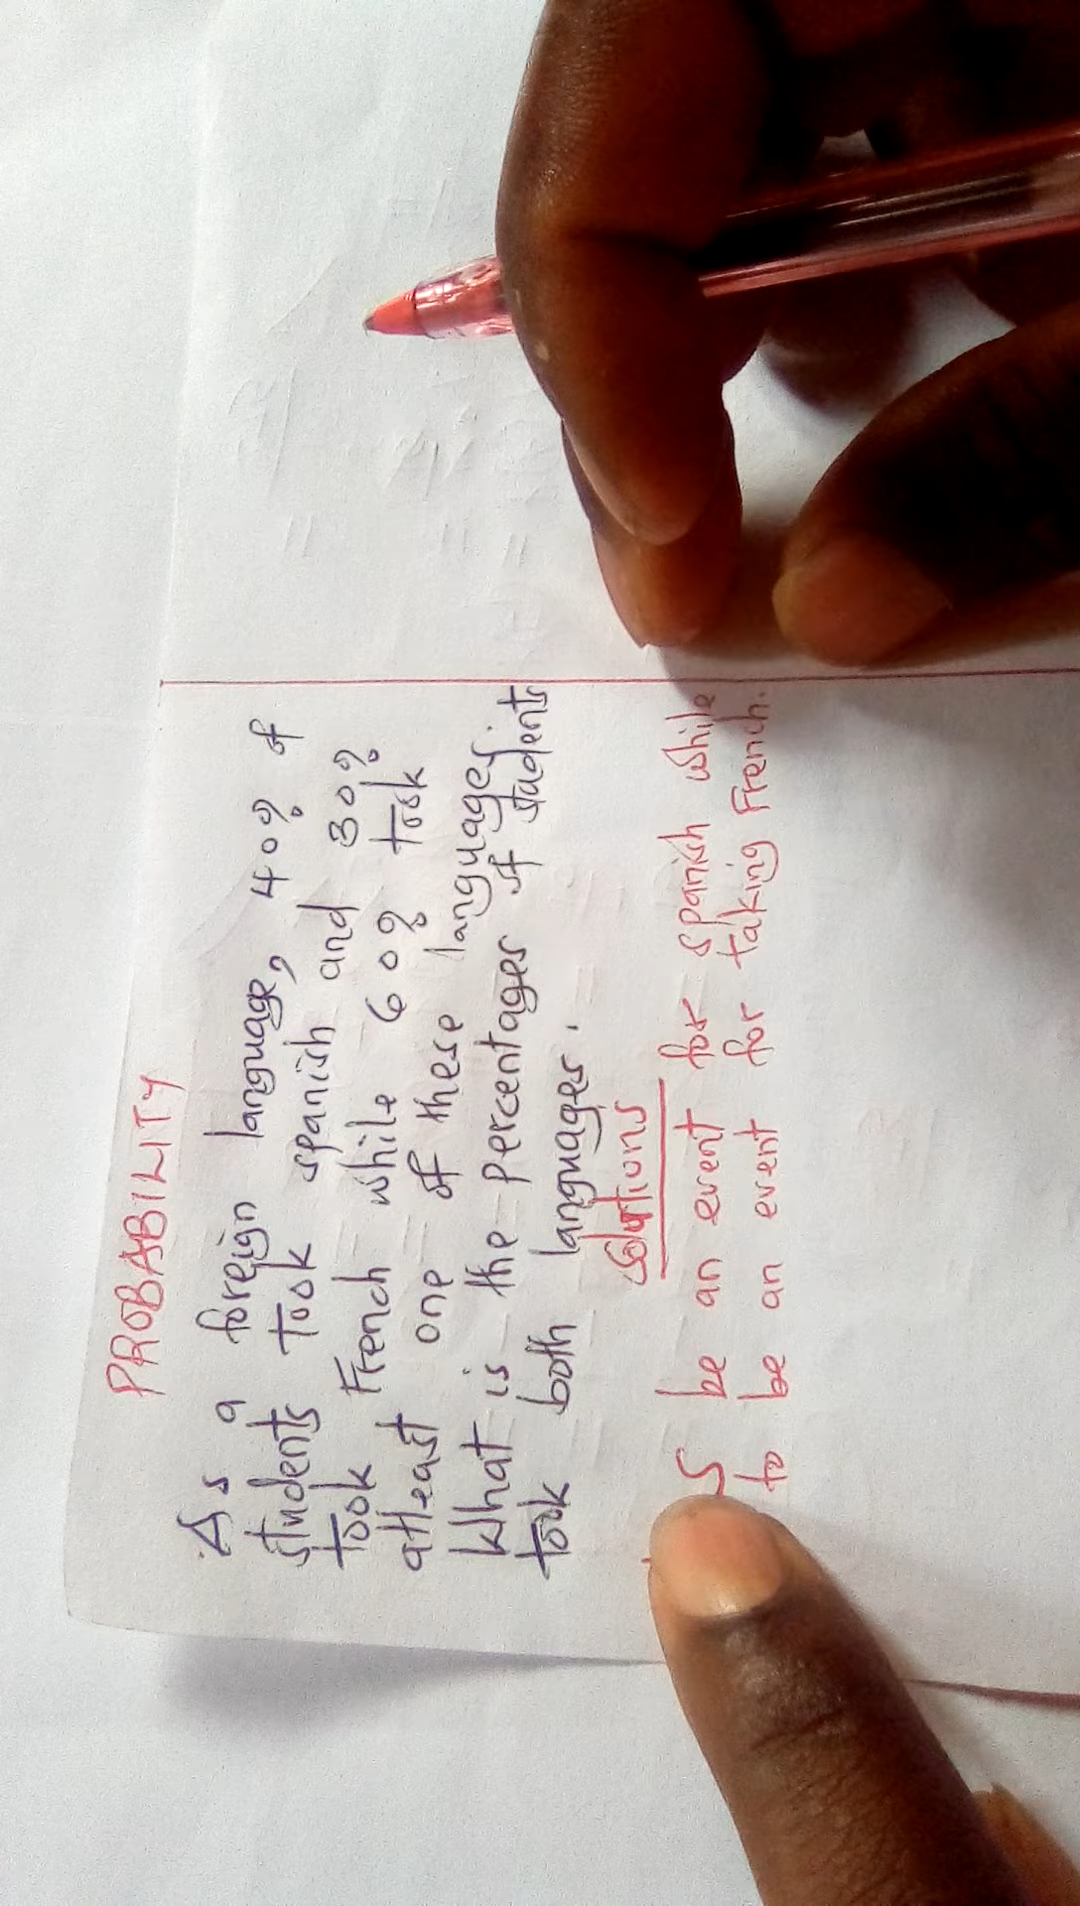 PROBABILITY
As a foreign language, 40% of
students took spanish and 30%
took French while 60% took
atleast one of these languages.
What is the percentages of students
took both languages.
solutions
S be an event for spanish while
to be an event for taking French.